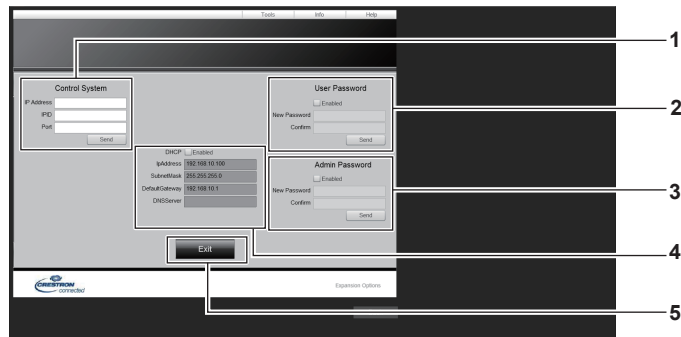 Tools Info Help
1
Control System
IP Address
IPID
Port
Send
User Password
Enabled
New Password
Confirm
Send
2
DHCP Enabled
IpAddress 192.168.10.100
SubnetMask 255.255.255.0
DefaultGateway 192.168.10.1
DNSServer
Admin Password
Enabled
New Password
Confirm
Send
3
4
Exit
CRESTRON
connected
Expansion Options
5